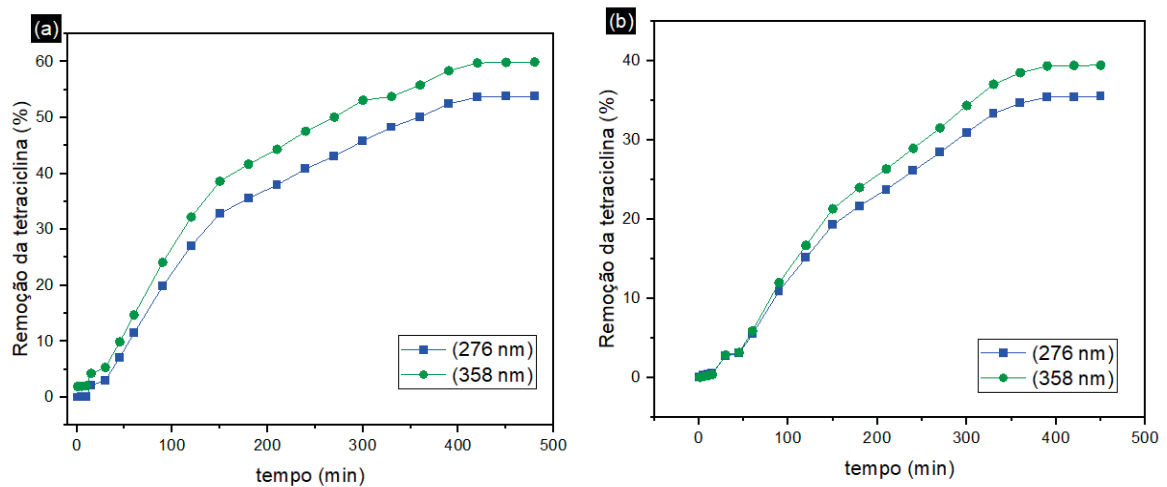 (a)
Remoção da tetraciclina (%)
60
50
40
30
20
10
0
(276 nm)
(358 nm)
0 100 200 300 400 500
tempo (min)
(b)
Remoção da tetraciclina (%)
40
30
20
10
0
(276 nm)
(358 nm)
0 100 200 300 400 500
tempo (min)